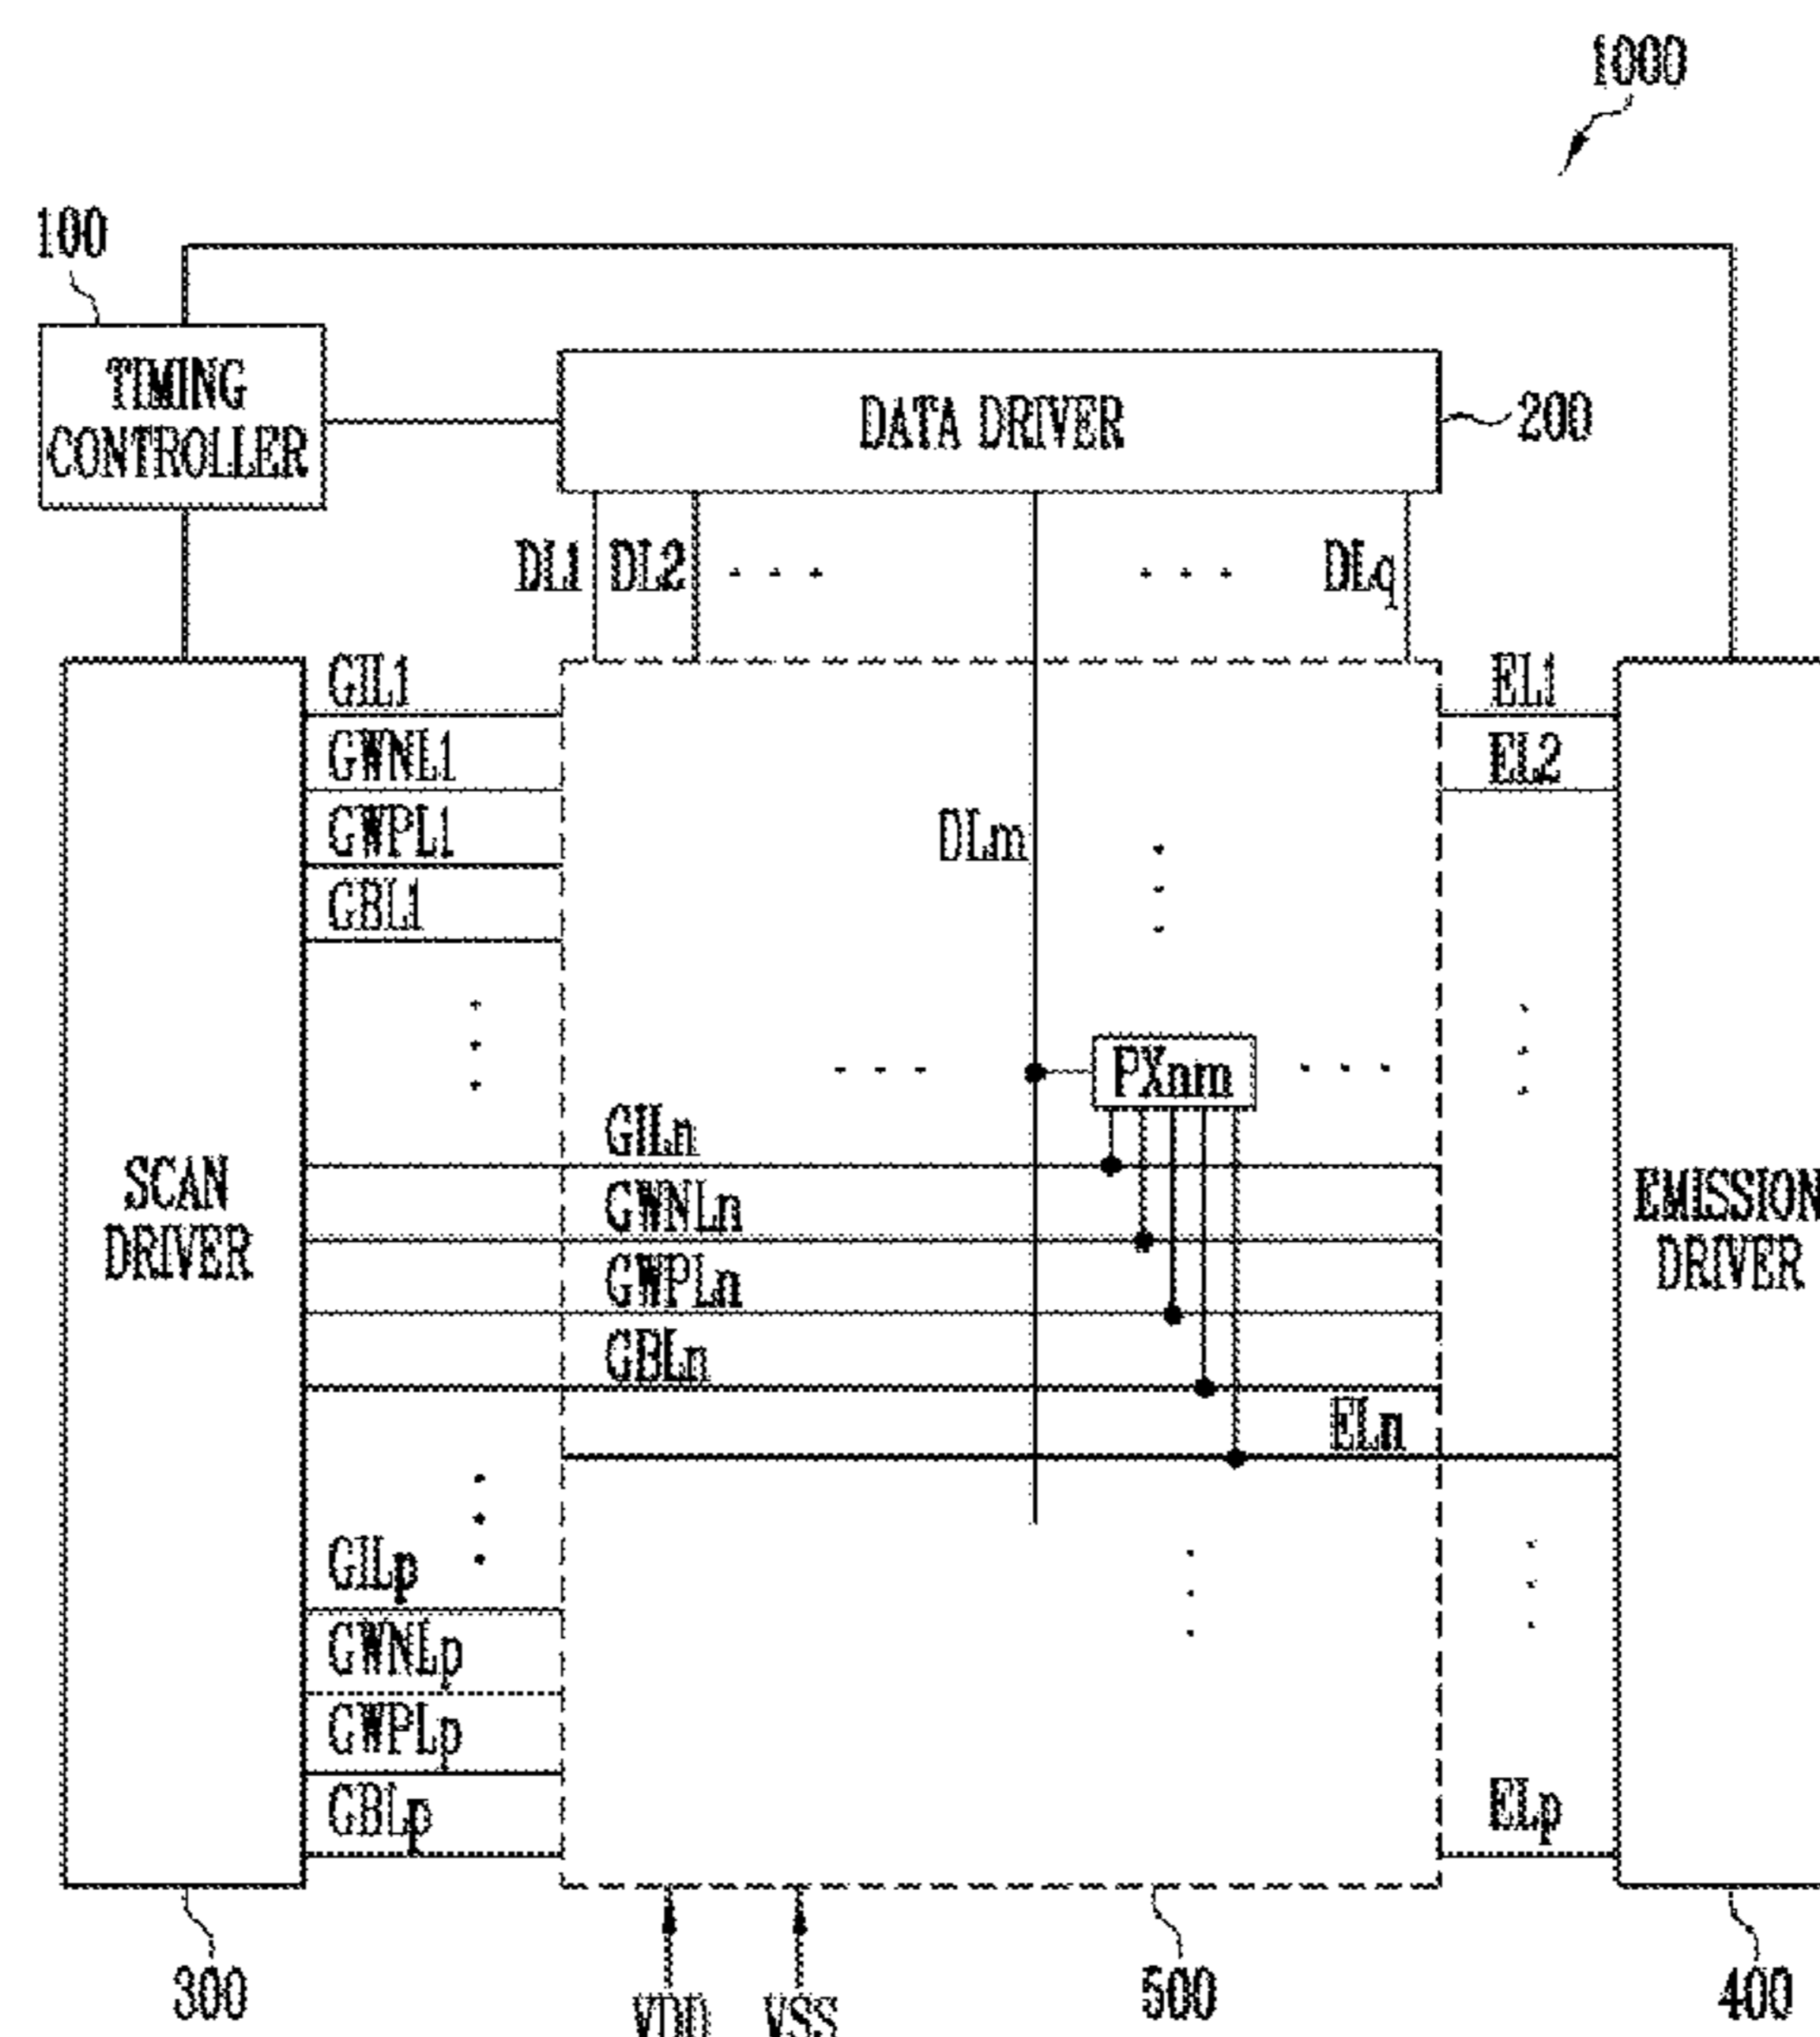 1000
100
TIMING
CONTROLLER
DATA DRIVER
200
DL1 DL2 DLq
GIL1
GWNL1
GWPL1
GBL1
EL1
EL2
DLm
PXnm
GILn
GWNLn
GWPLn
GBLn
ELn
SCAN
DRIVER
EMISSION
DRIVER
GILp
GWNLp
GWPLp
GBLp
ELp
300
VDD
VSS
500
400